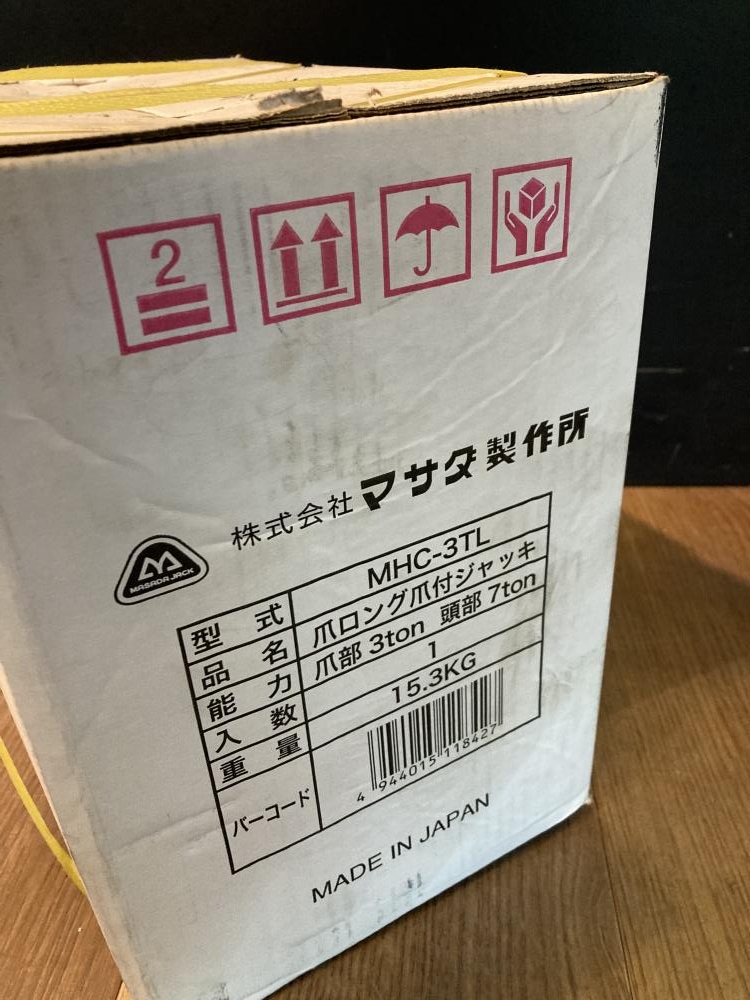 2
株式会社 マサダ製作所
MASADA JACK
型式 MHC-3TL
品名 爪ロング爪付ジャッキ
能力 爪部 3ton 頭部 7ton
入数 1
重量 15.3KG
バーコード 4 944015 118427
MADE IN JAPAN